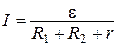 I = ε / (R₁ + R₂ + r)